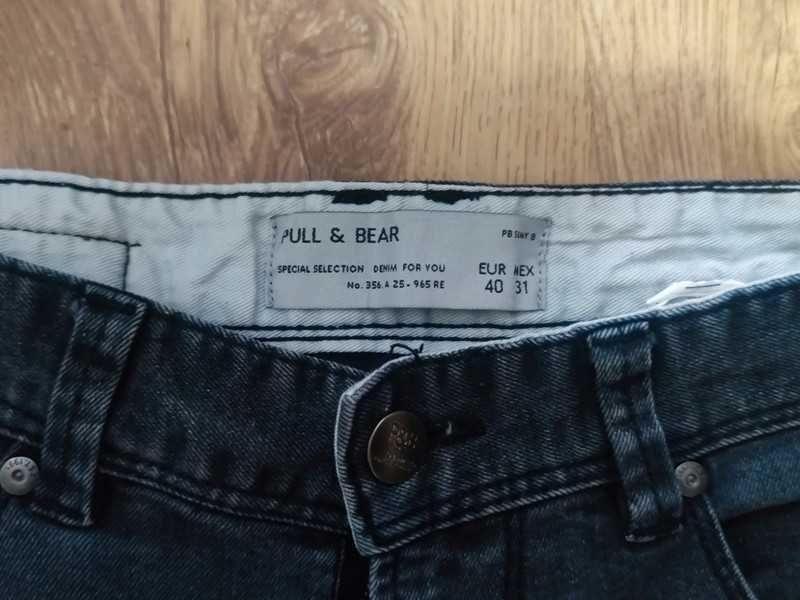 PULL & BEAR
PB SLIM B
SPECIAL SELECTION DENIM FOR YOU
No. 356.A 25-965 RE
EUR MEX
40 31